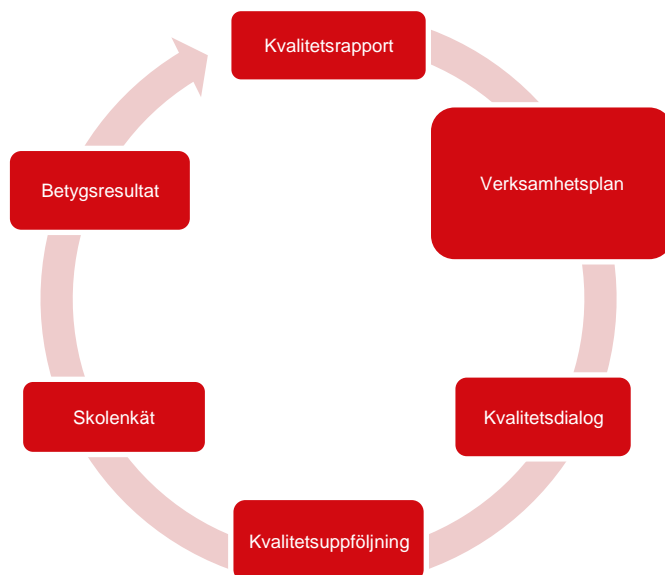 Kvalitetsrapport
Verksamhetsplan
Kvalitetsdialog
Kvalitetsuppföljning
Skolenkät
Betygsresultat